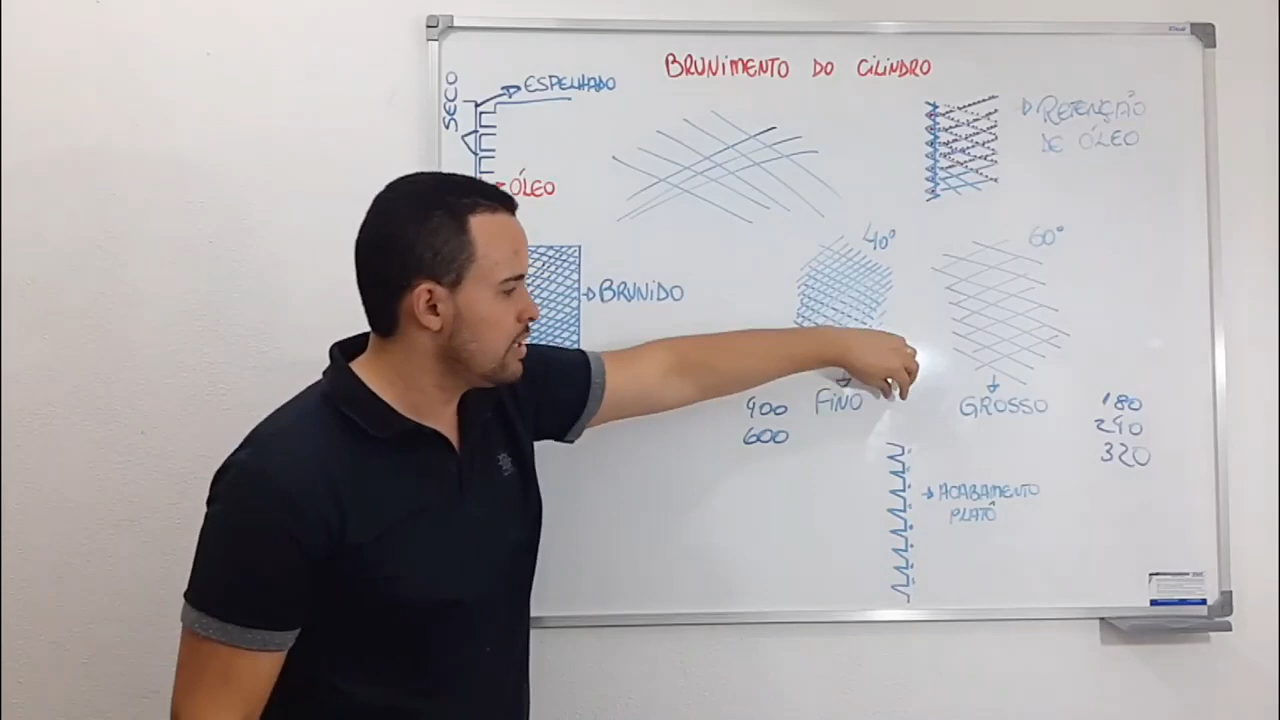 BRUNIMENTO DO CILINDRO
SECO
ESPELHADO
ÓLEO
RETENÇÃO
DE ÓLEO
BRUNIDO
40°
60°
FINO
GROSSO
400
600
180
240
320
ACABAMENTO
PLATÔ